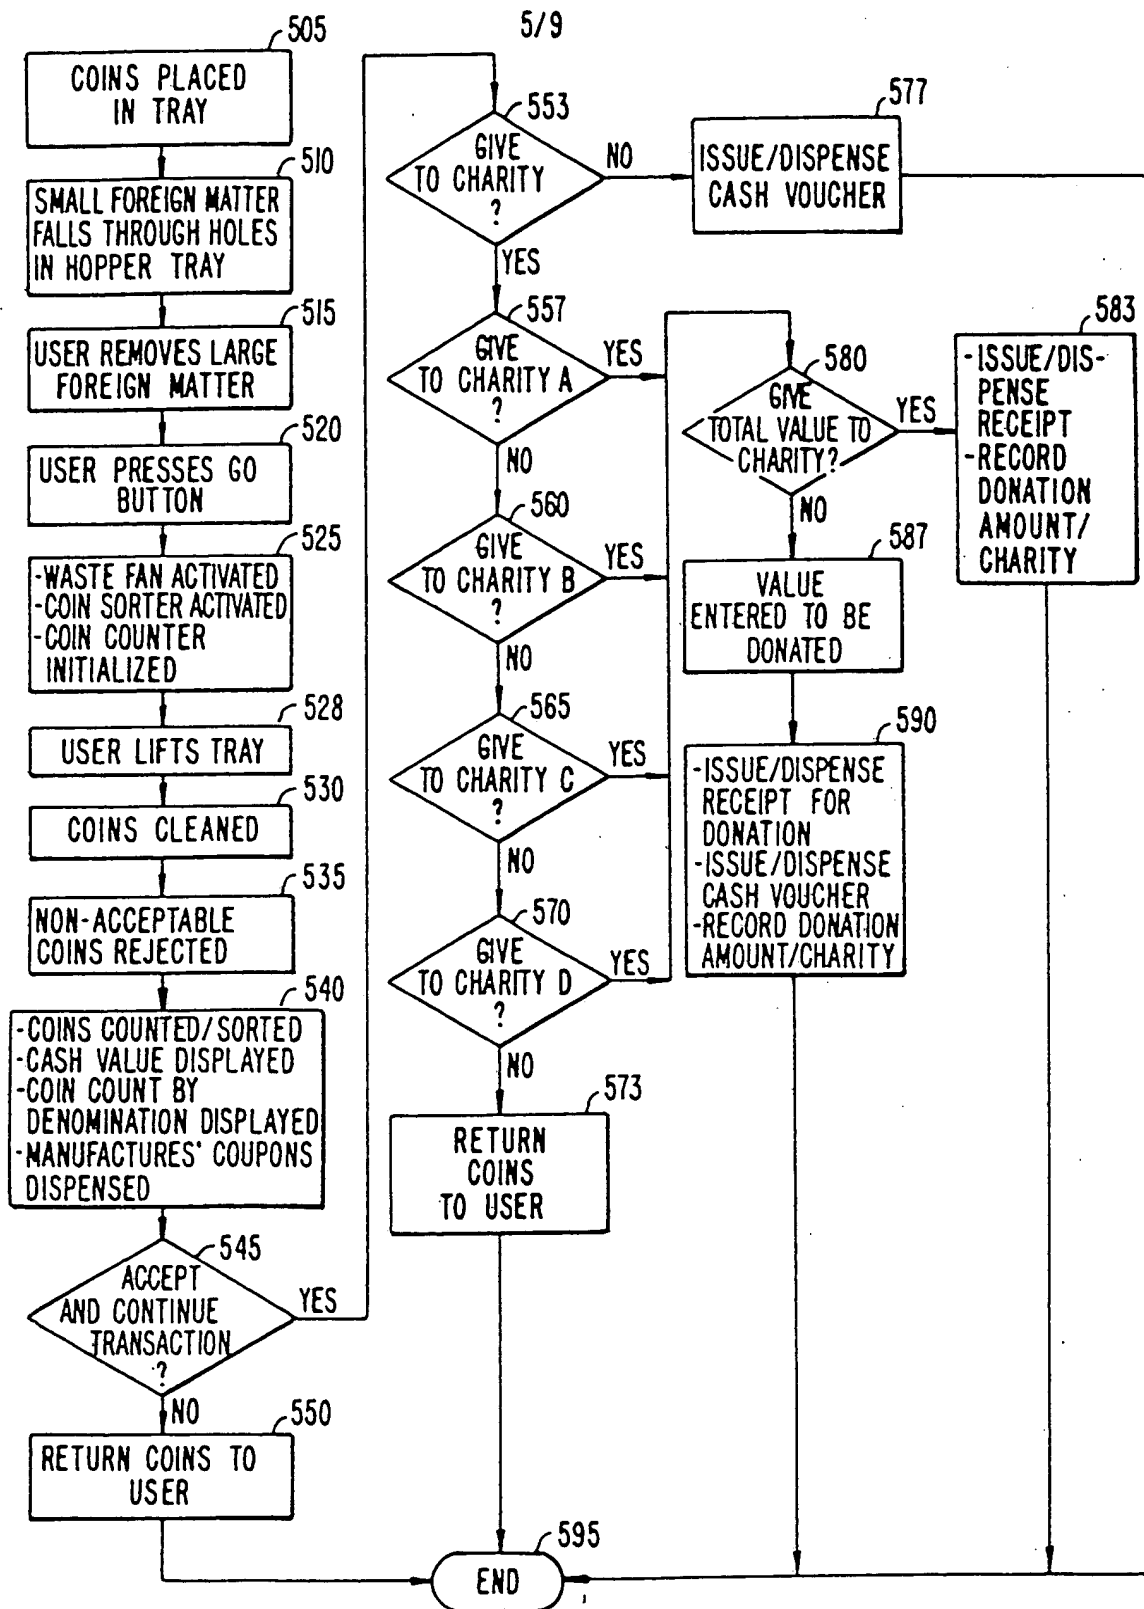 5/9
505
COINS PLACED
IN TRAY
510
SMALL FOREIGN MATTER
FALLS THROUGH HOLES
IN HOPPER TRAY
515
USER REMOVES LARGE
FOREIGN MATTER
520
USER PRESSES GO
BUTTON
525
-WASTE FAN ACTIVATED
-COIN SORTER ACTIVATED
-COIN COUNTER
INITIALIZED
528
USER LIFTS TRAY
530
COINS CLEANED
535
NON-ACCEPTABLE
COINS REJECTED
540
-COINS COUNTED/SORTED
-CASH VALUE DISPLAYED
-COIN COUNT BY
DENOMINATION DISPLAYED
-MANUFACTURES' COUPONS
DISPENSED
545
ACCEPT
AND CONTINUE
TRANSACTION
?
YES
NO
550
RETURN COINS TO
USER
553
GIVE
TO CHARITY
?
NO
YES
577
ISSUE/DISPENSE
CASH VOUCHER
557
GIVE
TO CHARITY A
?
YES
NO
560
GIVE
TO CHARITY B
?
YES
NO
565
GIVE
TO CHARITY C
?
YES
NO
570
GIVE
TO CHARITY D
?
YES
NO
573
RETURN
COINS
TO USER
580
GIVE
TOTAL VALUE TO
CHARITY?
YES
NO
583
-ISSUE/DIS-
PENSE
RECEIPT
-RECORD
DONATION
AMOUNT/
CHARITY
587
VALUE
ENTERED TO BE
DONATED
590
-ISSUE/DISPENSE
RECEIPT FOR
DONATION
-ISSUE/DISPENSE
CASH VOUCHER
-RECORD DONATION
AMOUNT/CHARITY
595
END